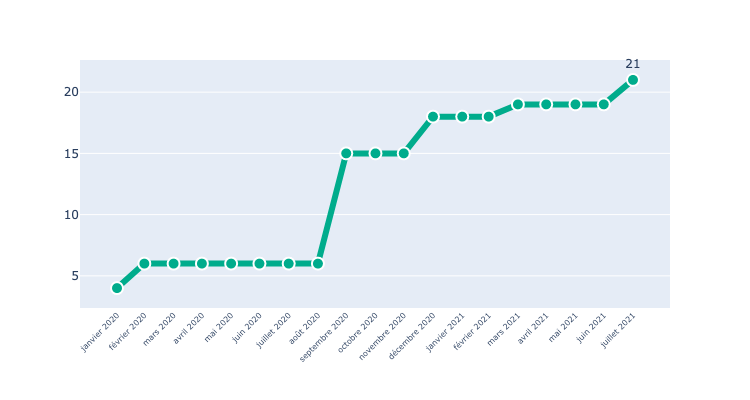 21
20
15
10
5
janvier 2020
février 2020
mars 2020
avril 2020
mai 2020
juin 2020
juillet 2020
août 2020
septembre 2020
octobre 2020
novembre 2020
décembre 2020
janvier 2021
février 2021
mars 2021
avril 2021
mai 2021
juin 2021
juillet 2021